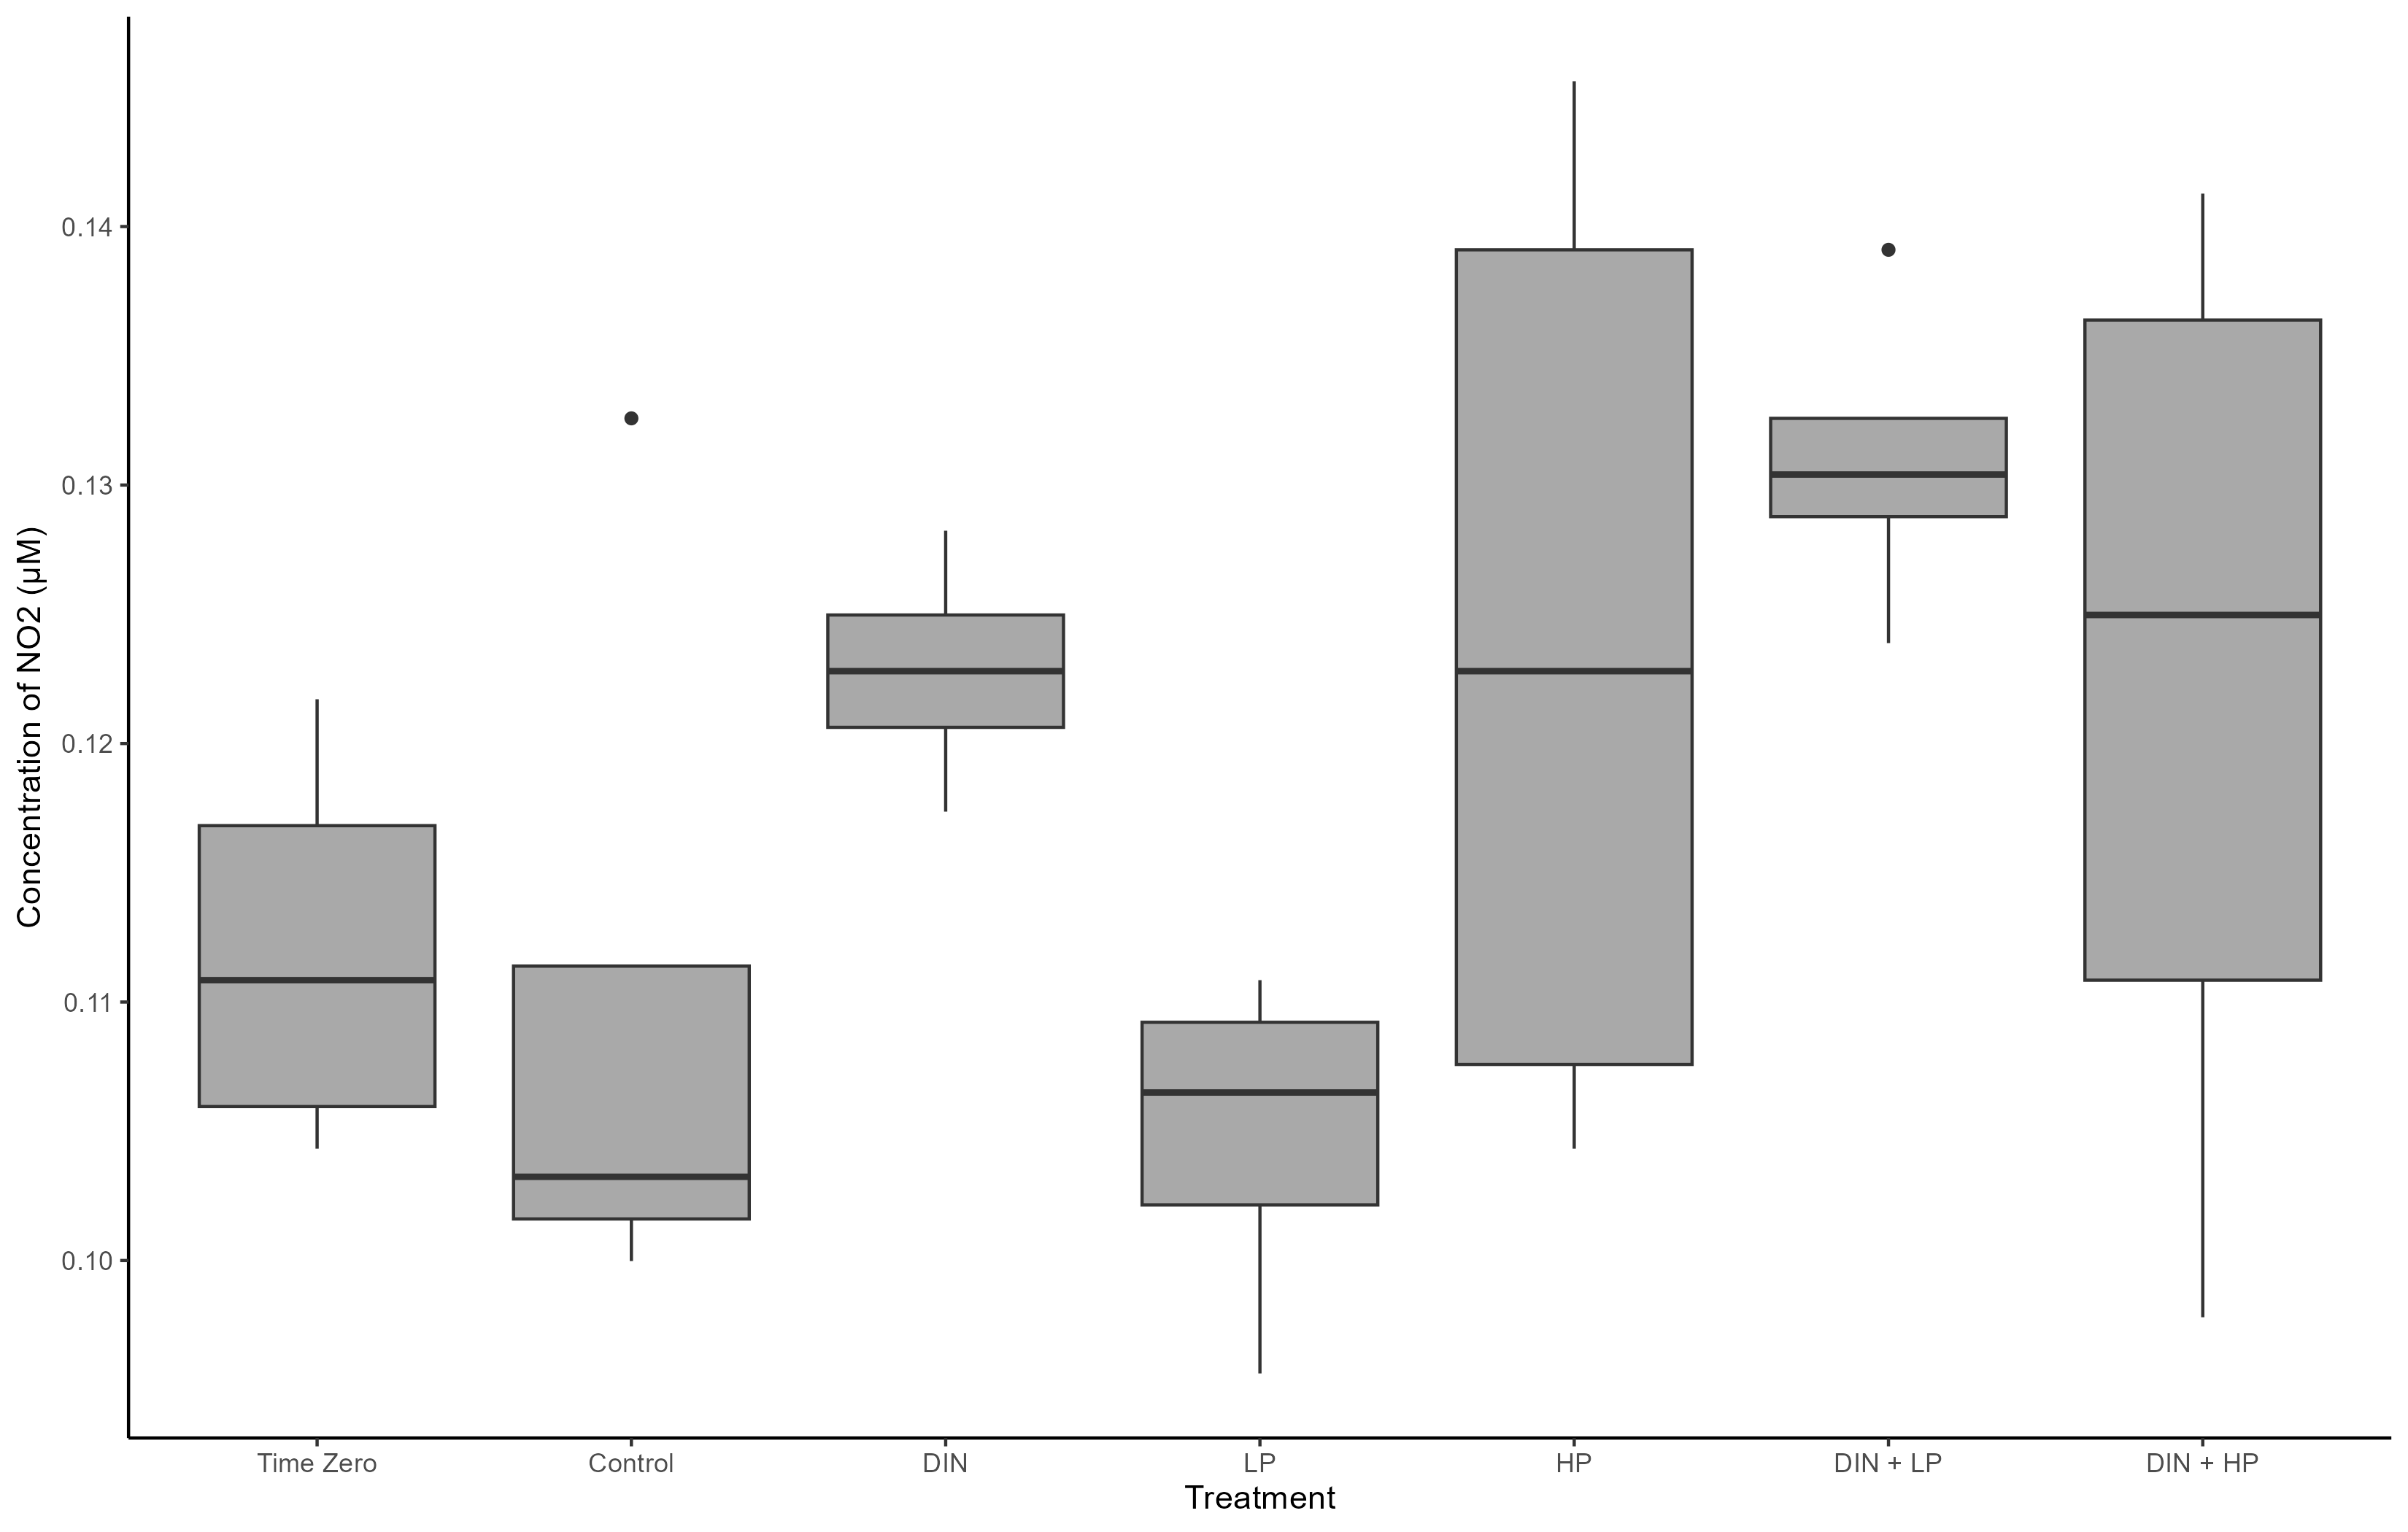 Concentration of NO2 (µM)
0.14
0.13
0.12
0.11
0.10
Time Zero Control DIN LP HP DIN + LP DIN + HP
Treatment